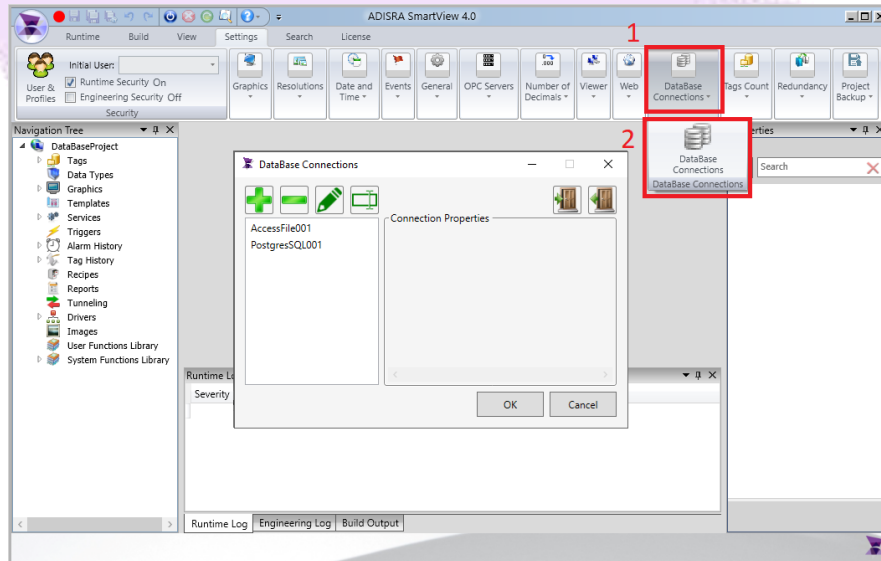 ADISRA SmartView 4.0
Runtime Build View Settings Search License
1
Initial User:
Runtime Security On
Engineering Security Off
User & Profiles
Security
Graphics
Resolutions
Date and Time
Events
General
OPC Servers
Number of Decimals
Viewer
Web
DataBase Connections
Tags Count
Redundancy
Project Backup
2
DataBase Connections
DataBase Connections
Navigation Tree
DataBaseProject
Tags
Data Types
Graphics
Templates
Services
Triggers
Alarm History
Tag History
Recipes
Reports
Tunneling
Drivers
Images
User Functions Library
System Functions Library
DataBase Connections
AccessFile001
PostgresSQL001
Connection Properties
OK
Cancel
Search
Severity
Runtime Log
Engineering Log
Build Output